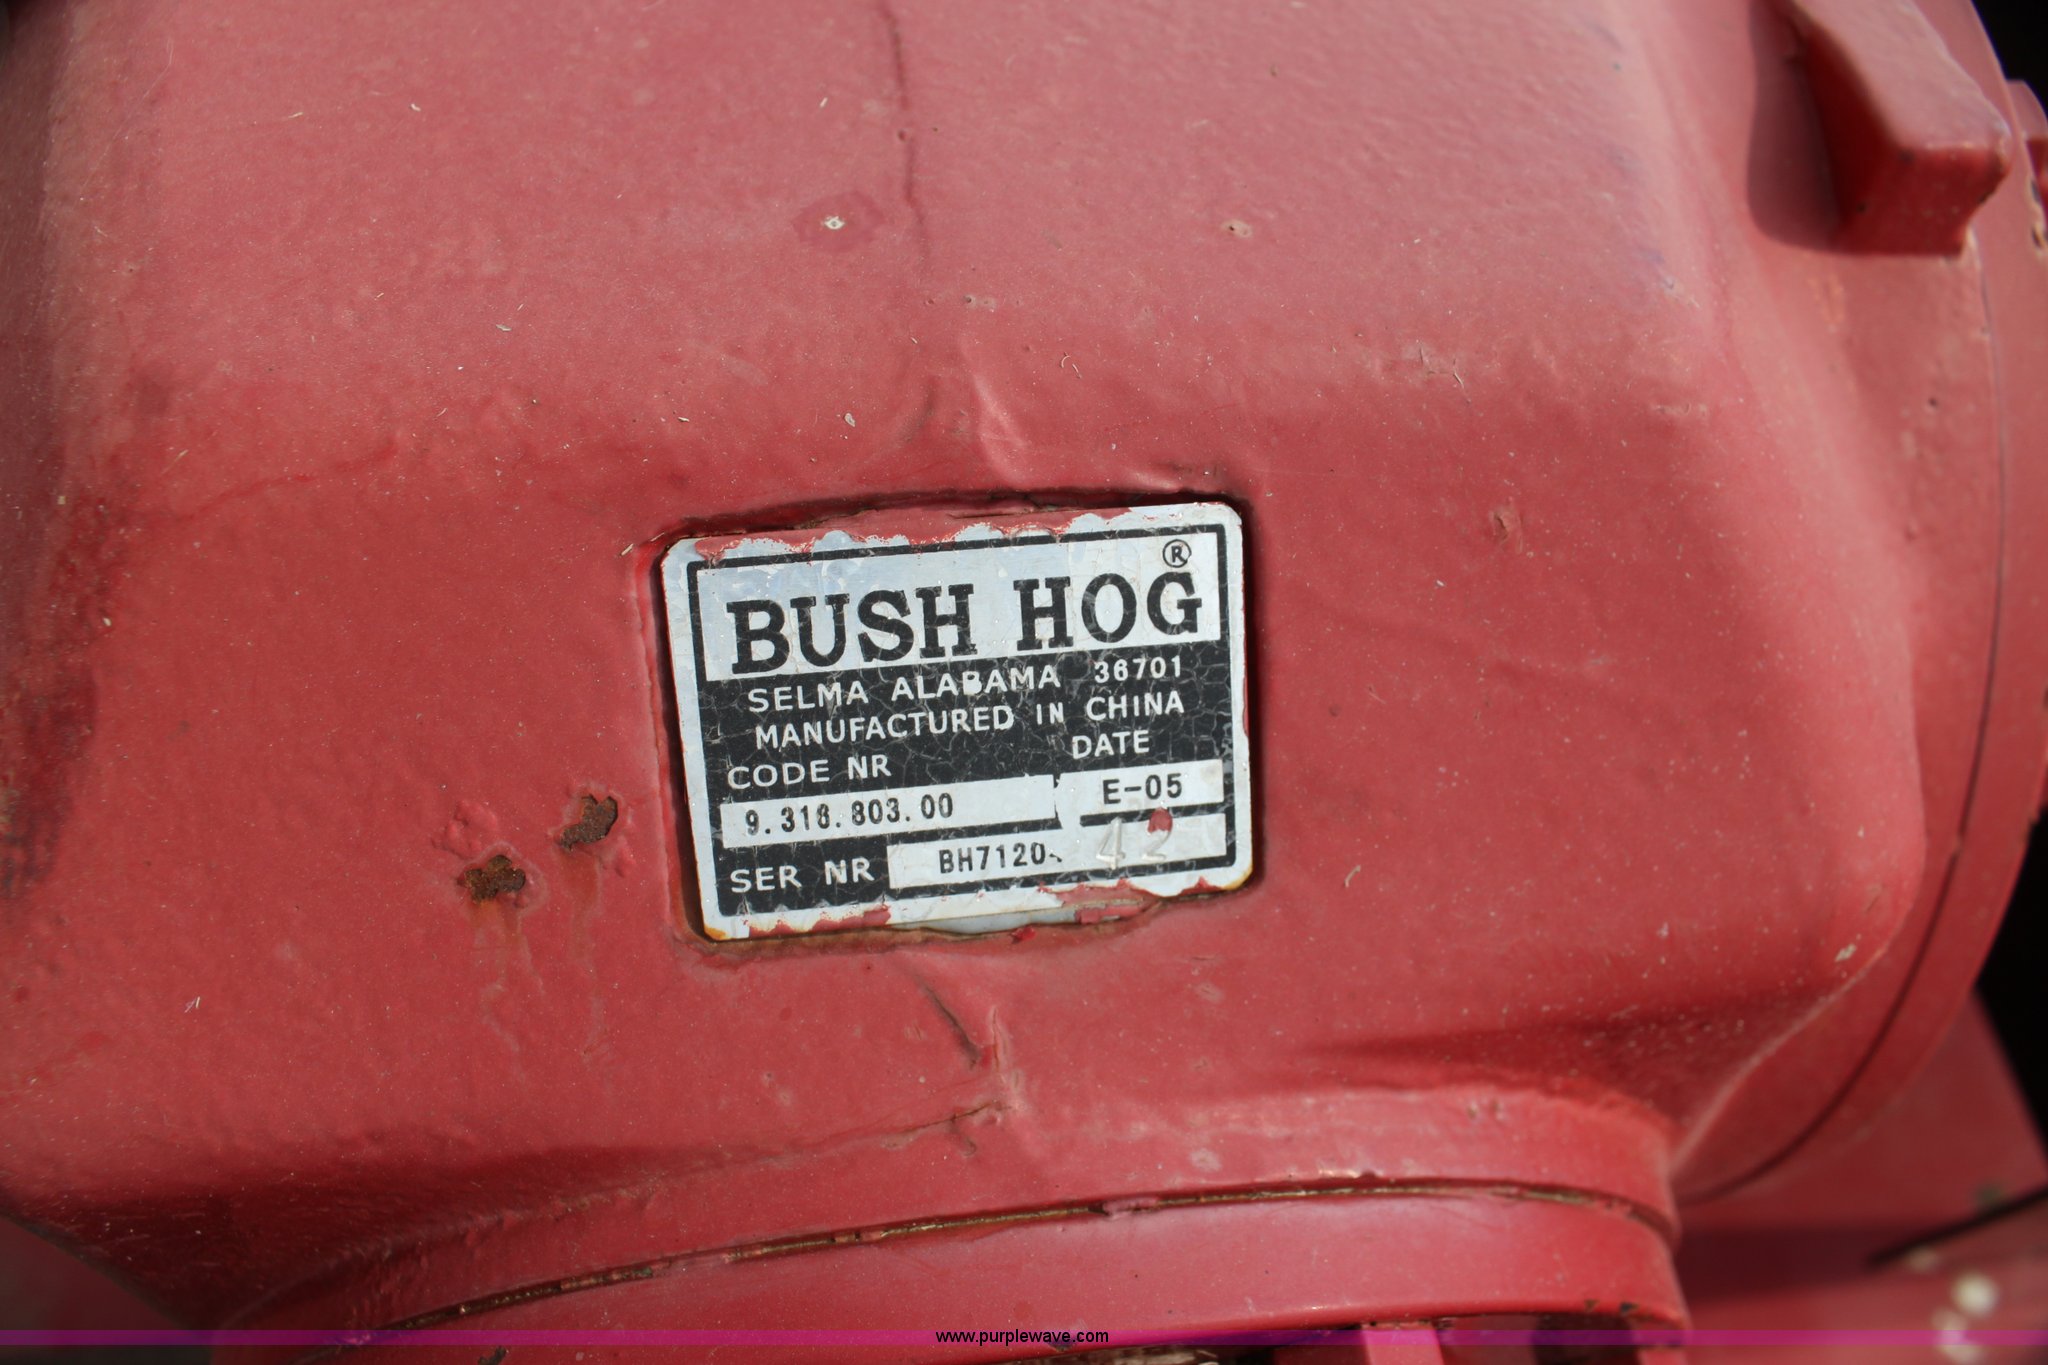 BUSH HOG®
SELMA ALABAMA 36701
MANUFACTURED IN CHINA
CODE NR DATE
9.318.803.00 E-05
SER NR BH7120 42
www.purplewave.com